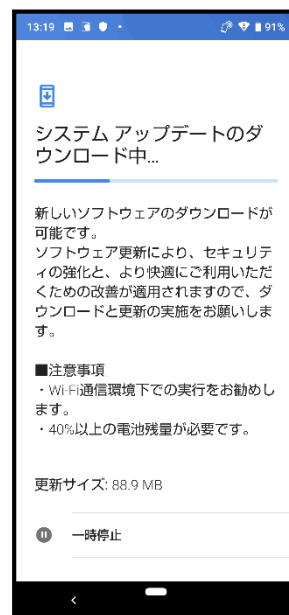 13:19
91%
システム アップデートのダ
ウンロード中...
新しいソフトウェアのダウンロードが
可能です。
ソフトウェア更新により、セキュリテ
ィの強化と、より快適にご利用いただ
くための改善が適用されますので、ダ
ウンロードと更新の実施をお願いしま
す。
■注意事項
・Wi-Fi通信環境下での実行をお勧めし
ます。
・40%以上の電池残量が必要です。
更新サイズ: 88.9 MB
一時停止